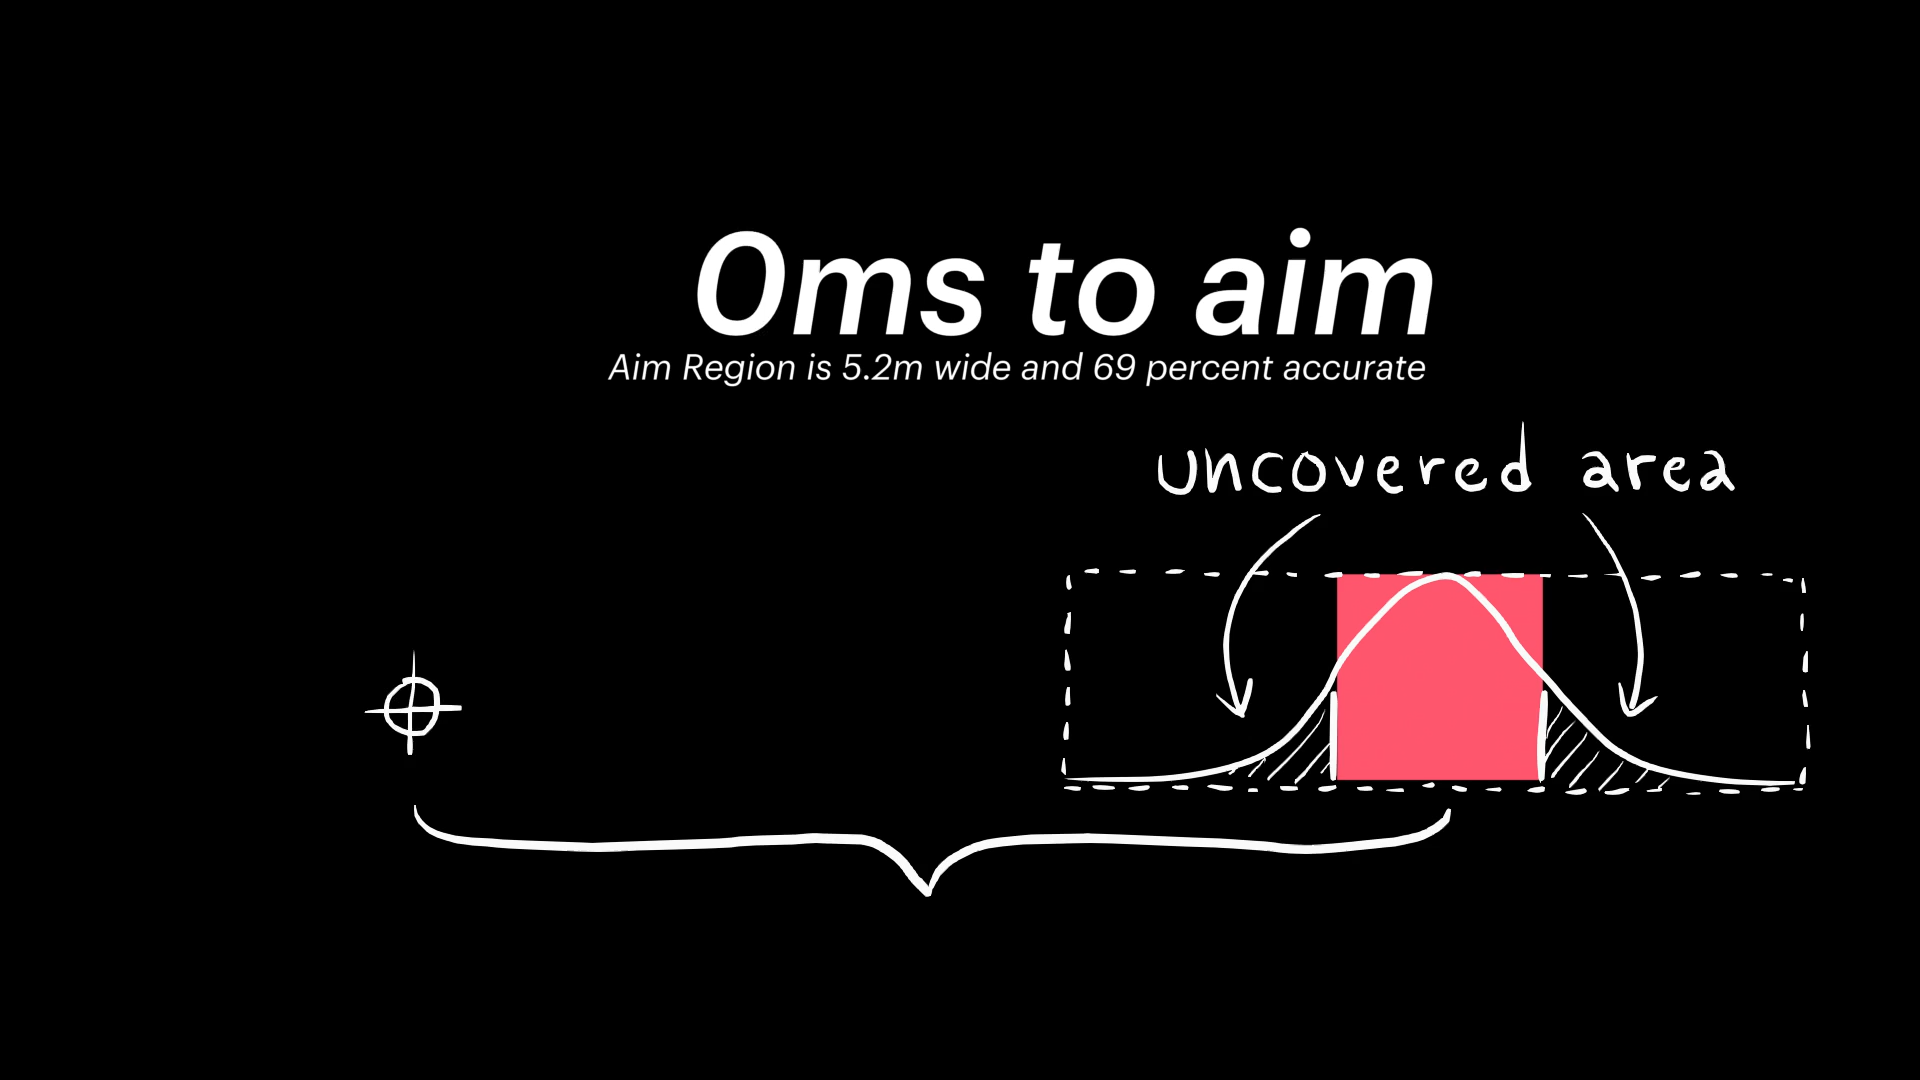 0ms to aim
Aim Region is 5.2m wide and 69 percent accurate
uncovered area